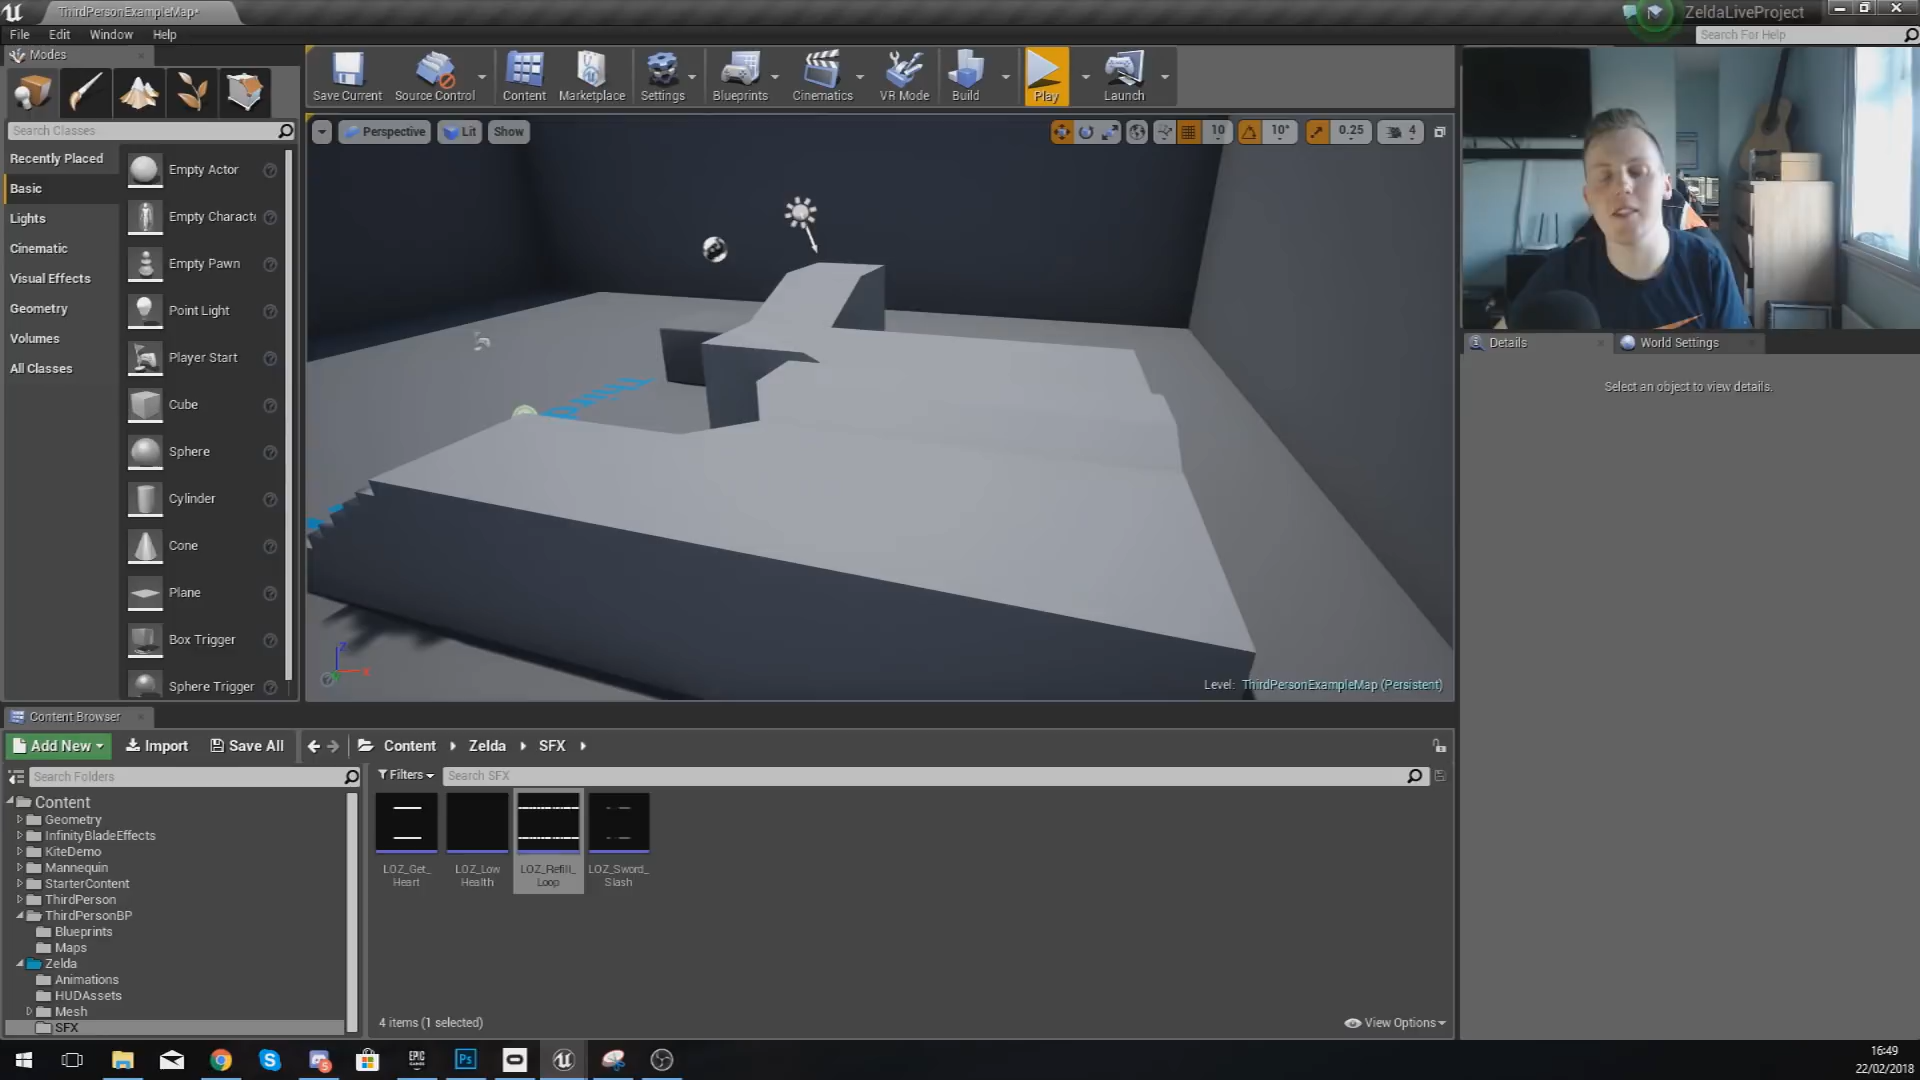 ThirdPersonExampleMap*
ZeldaLiveProject
File Edit Window Help
Search For Help
Modes
Save Current
Source Control
Content
Marketplace
Settings
Blueprints
Cinematics
VR Mode
Build
Play
Launch
Search Classes
Perspective Lit Show
10 10° 0.25 4
Recently Placed
Basic
Lights
Cinematic
Visual Effects
Geometry
Volumes
All Classes
Empty Actor
Empty Charact
Empty Pawn
Point Light
Player Start
Cube
Sphere
Cylinder
Cone
Plane
Box Trigger
Sphere Trigger
Z
X
Level: ThirdPersonExampleMap (Persistent)
Details
World Settings
Select an object to view details.
Content Browser
Add New Import Save All Content Zelda SFX
Search Folders
Filters Search SFX
Content
Geometry
InfinityBladeEffects
KiteDemo
Mannequin
StarterContent
ThirdPerson
ThirdPersonBP
Blueprints
Maps
Zelda
Animations
HUDAssets
Mesh
SFX
LOZ_Get_
Heart
LOZ_Low
Health
LOZ_Refill_
Loop
LOZ_Sword_
Slash
4 items (1 selected)
View Options
EPIC
GAMES
Ps
5
16:49
22/02/2018